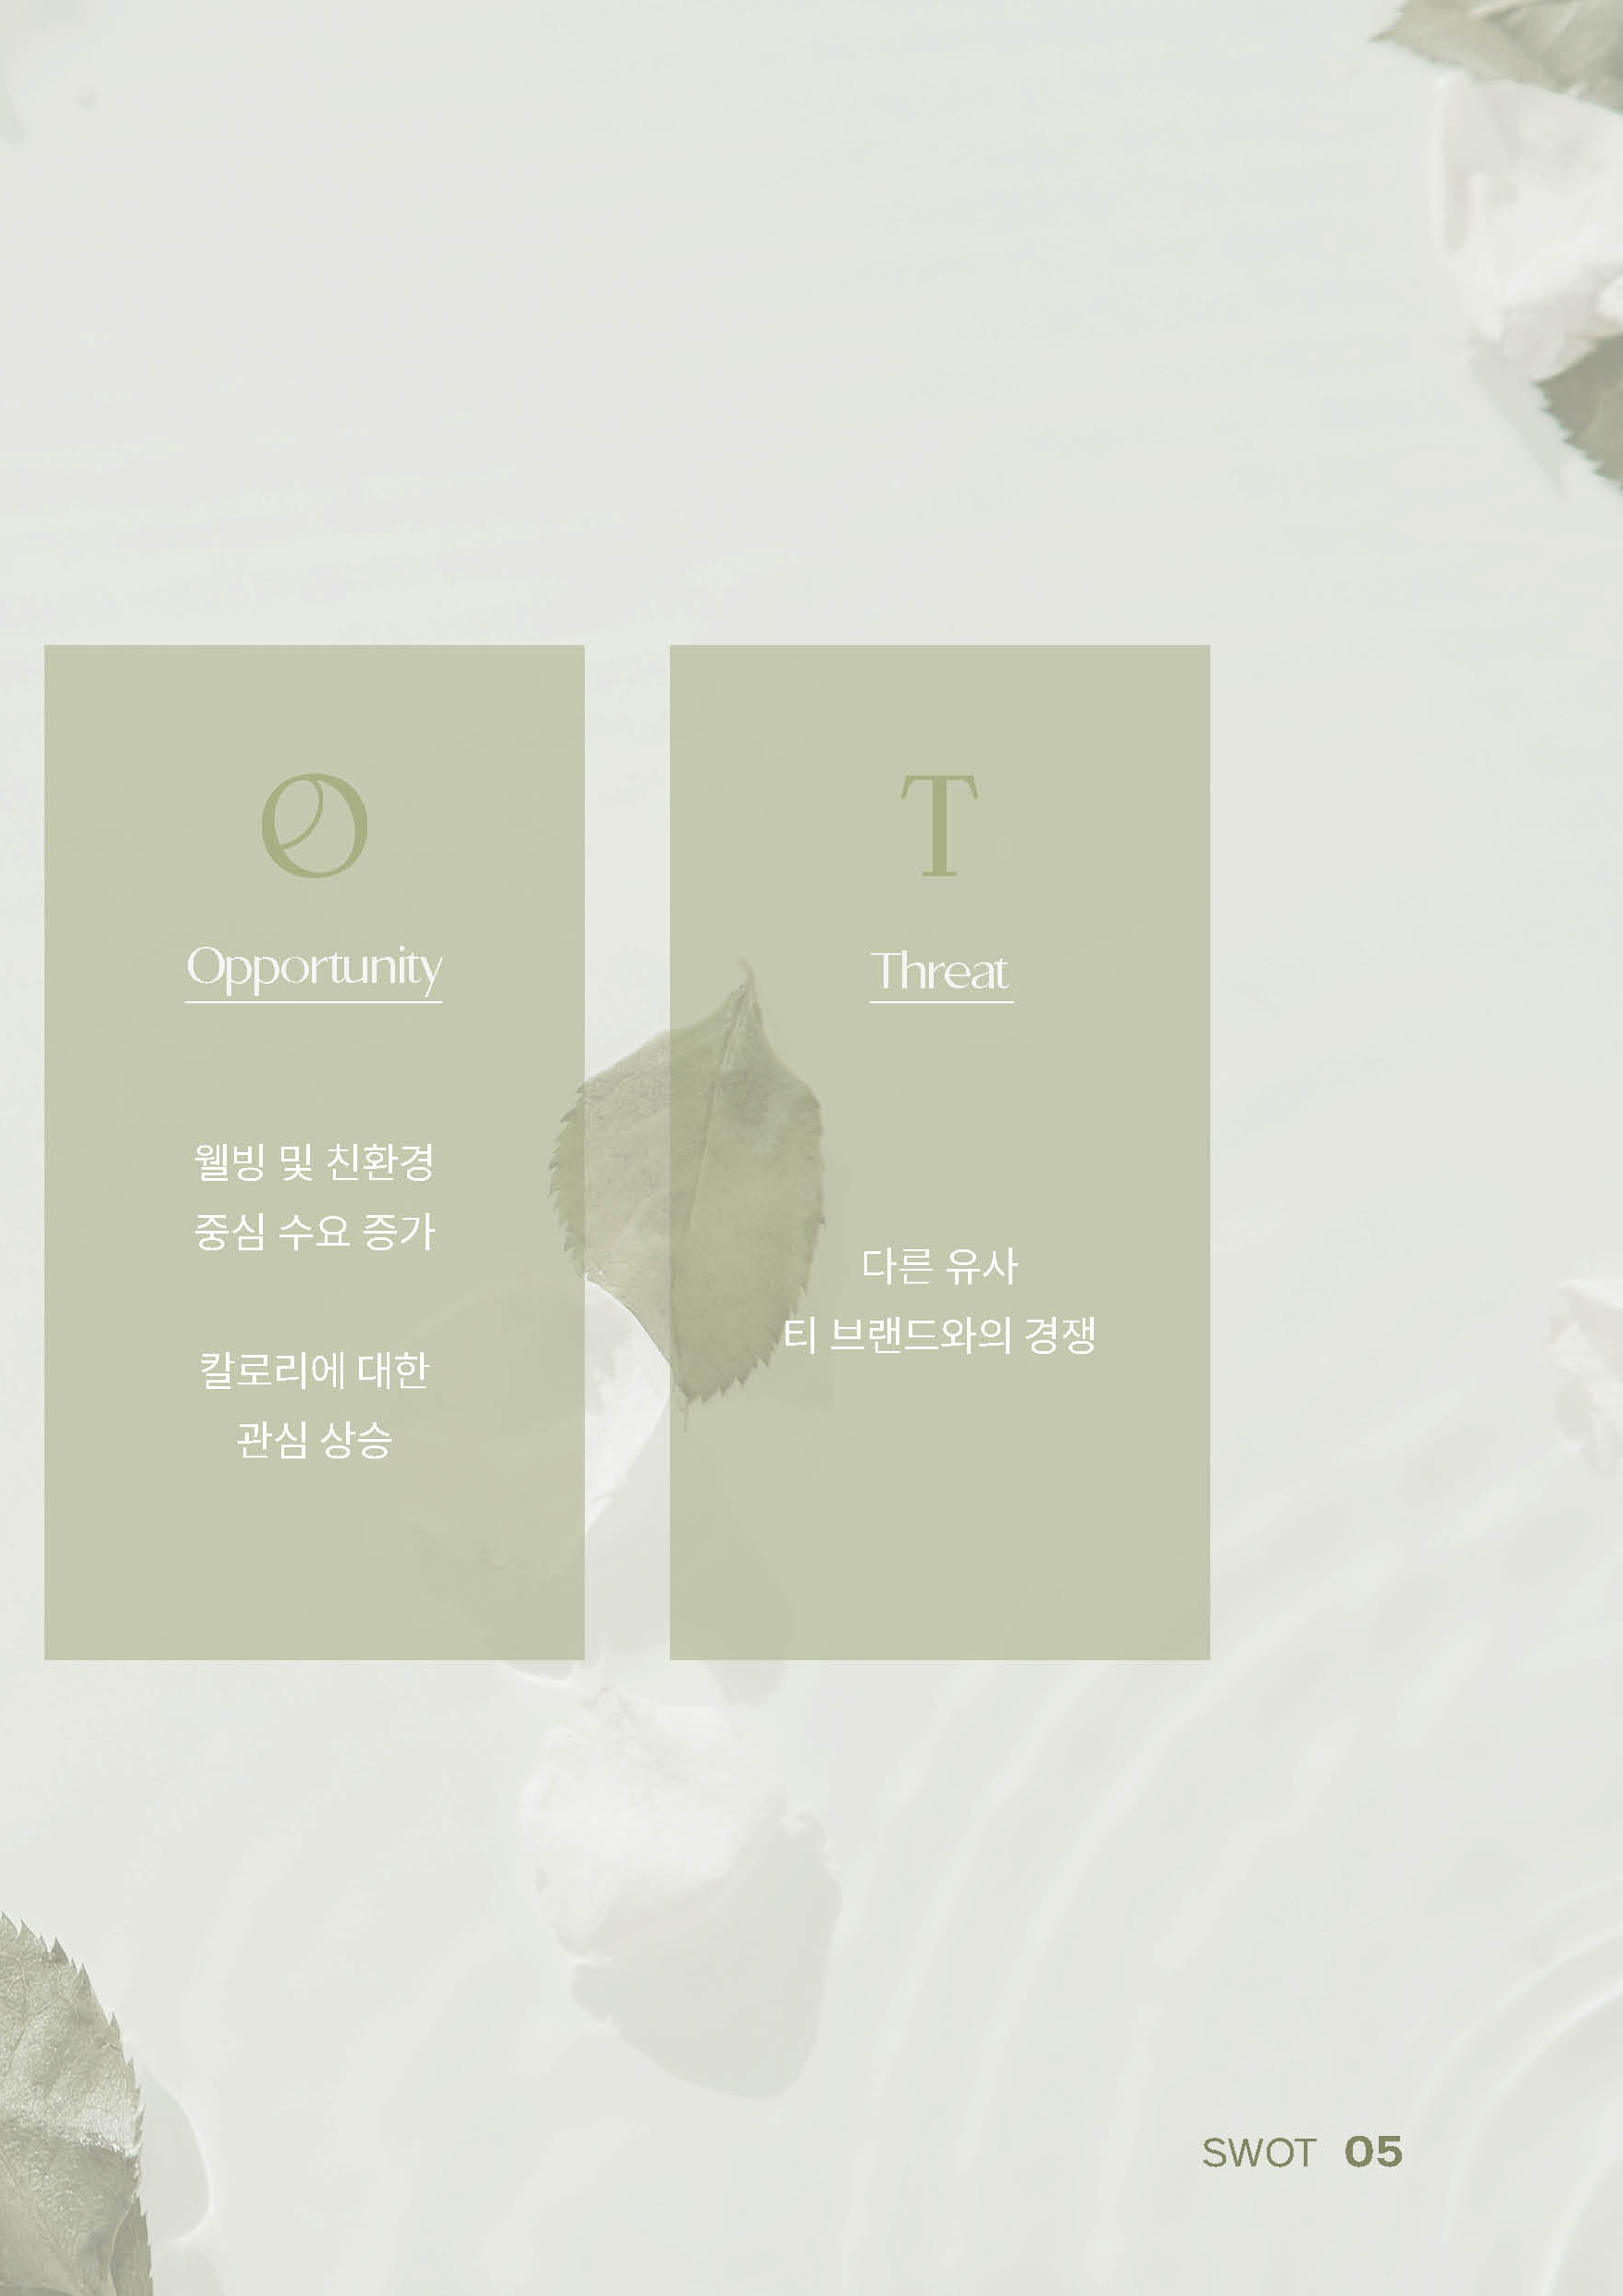 O
Opportunity
웰빙 및 친환경
중심 수요 증가
칼로리에 대한
관심 상승
T
Threat
다른 유사
티 브랜드와의 경쟁
SWOT 05